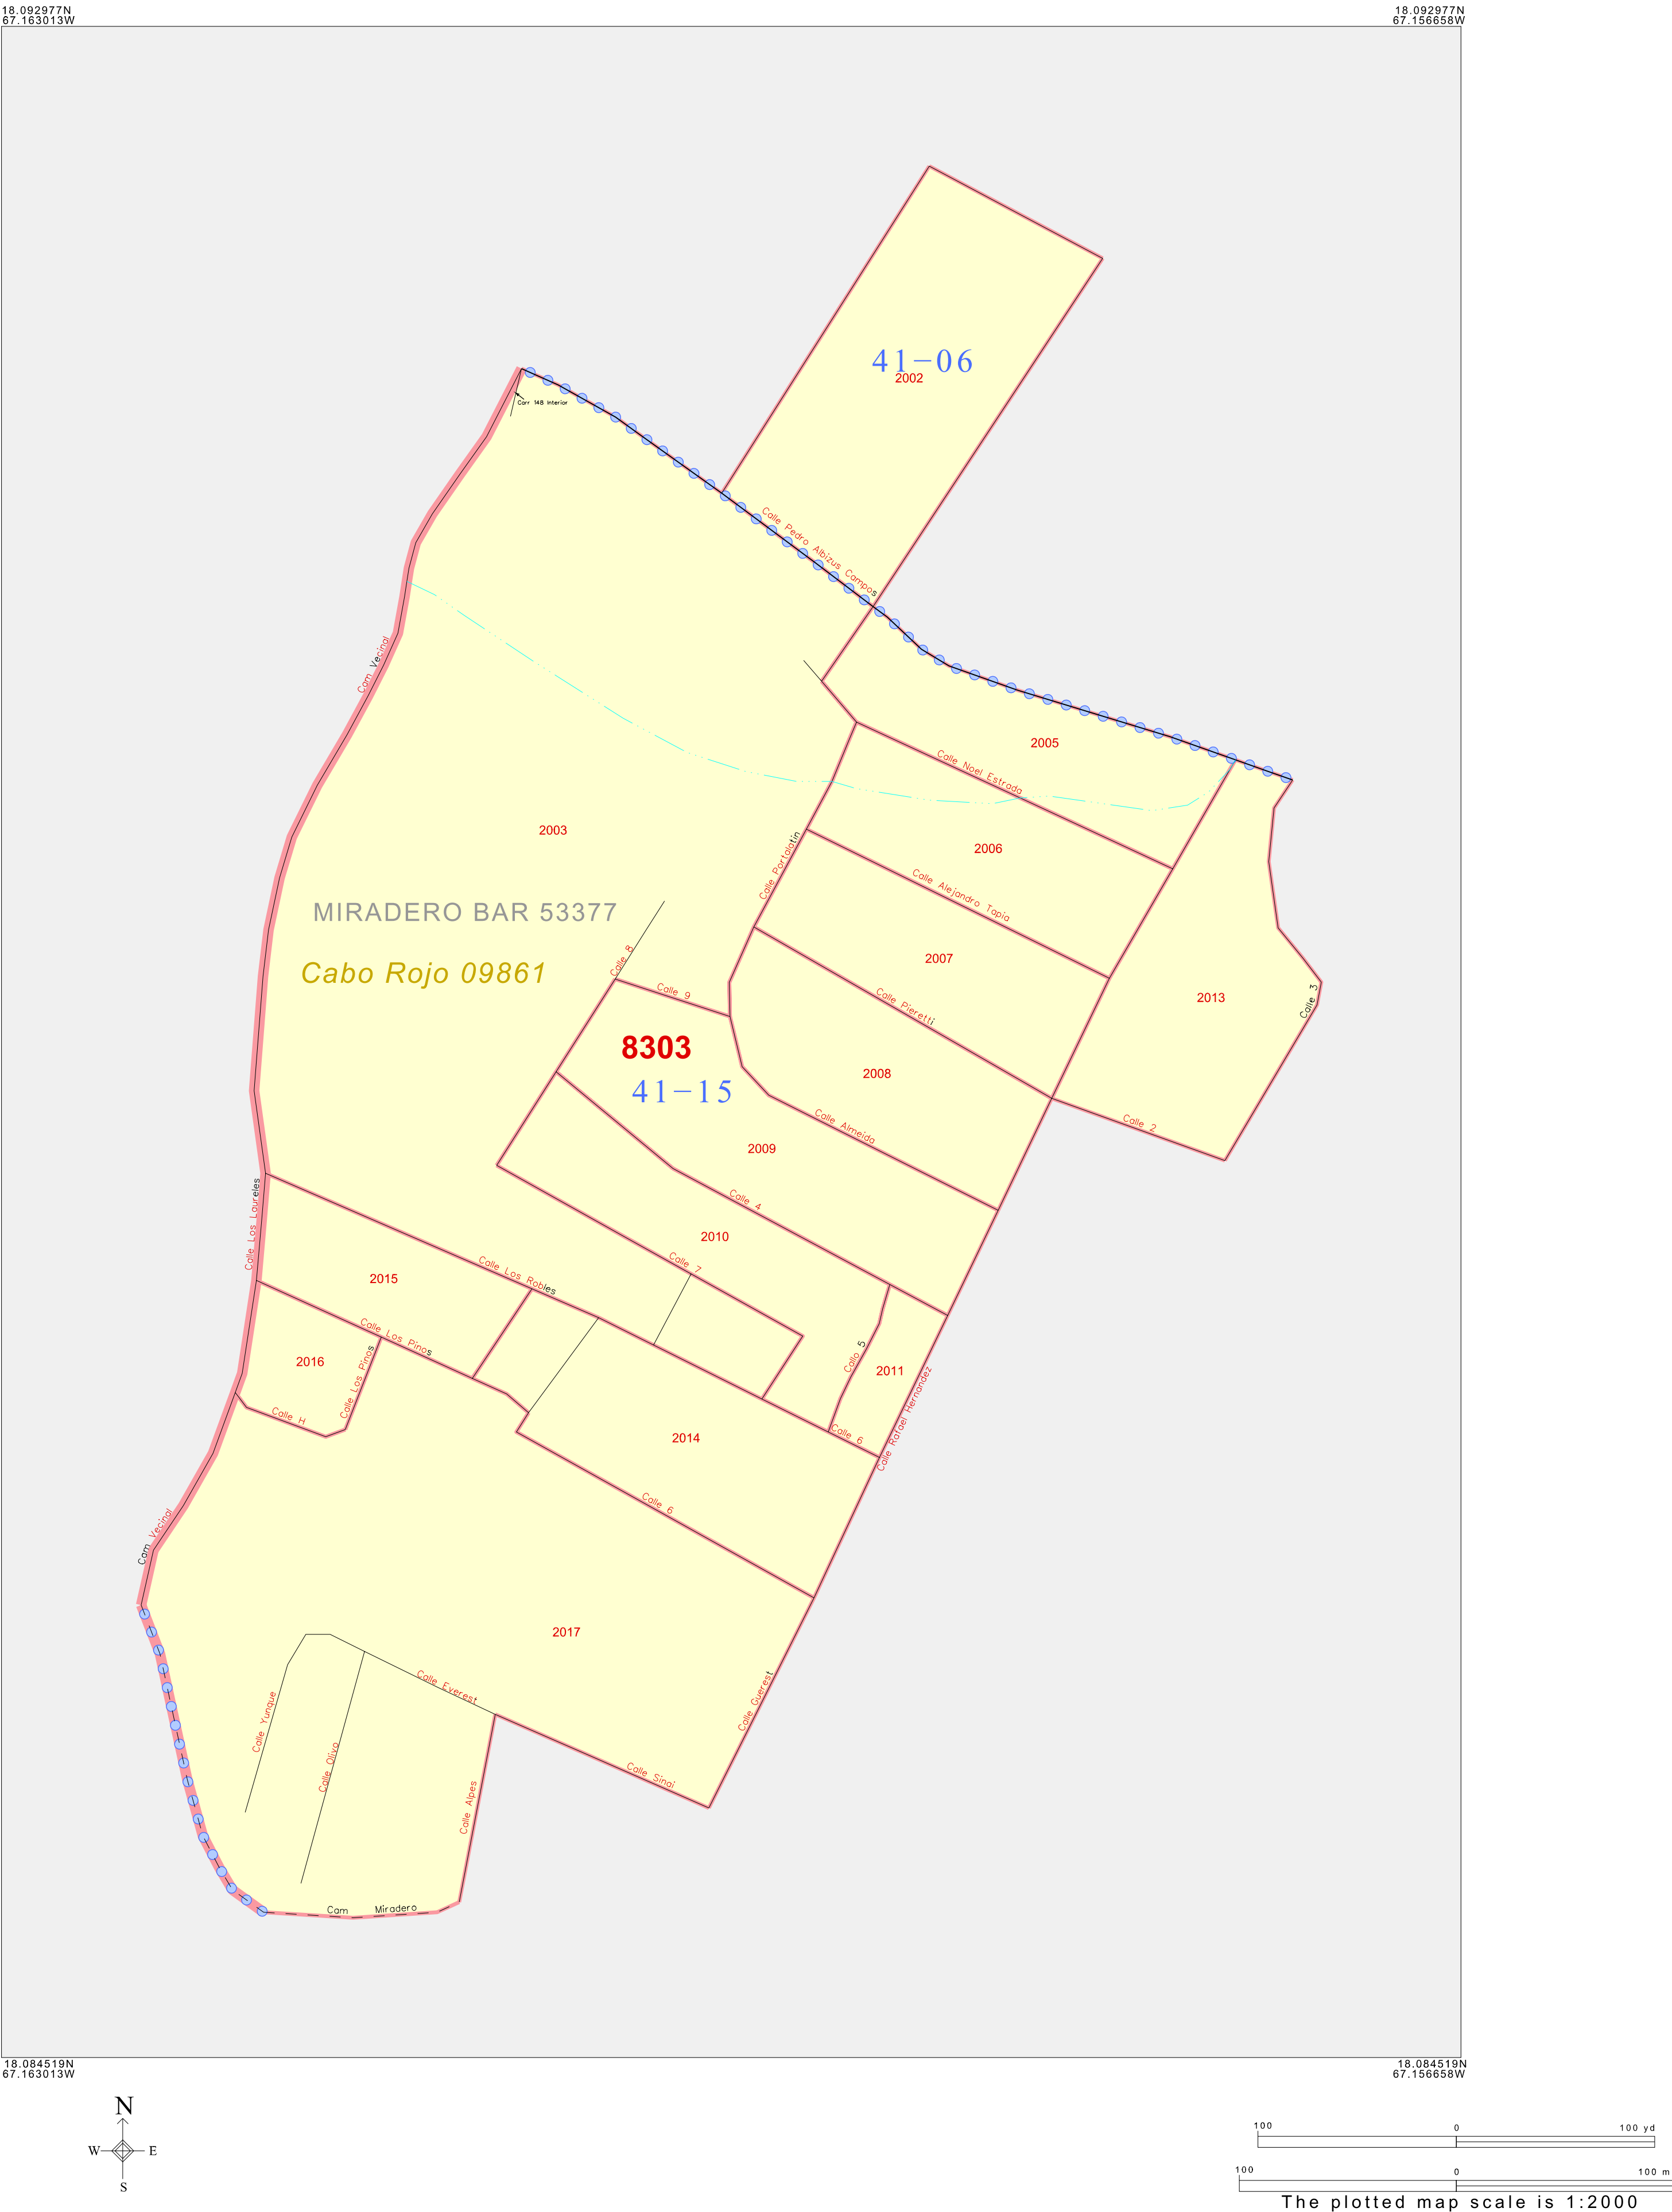 18.092977N
67.163013W
18.092977N
67.156658W
41-06
2002
Carr 148 Interior
Calle Pedro Albizus Campos
Cam Vecinal
2005
Calle Noel Estrada
2003
2006
Calle Portalatin
Calle Alejandro Tapia
MIRADERO BAR 53377
Cabo Rojo 09861
2007
Calle 8
Calle 9
Calle Pieretti
2013
Calle 3
8303
41-15
2008
Calle Almeida
Calle 2
2009
Calle 4
Calle Los Laureles
2010
Calle 7
Calle Los Robles
2015
Calle Los Pinos
2016
Calle Los Pinos
Calle H
Calle 5
2011
Calle Rafael Hernandez
Calle 6
2014
Calle 6
Cam Vecinal
2017
Calle Everest
Calle Yunque
Calle Olivo
Calle Guerest
Calle Sinai
Calle Alpes
Cam Miradero
18.084519N
67.163013W
18.084519N
67.156658W
N
W E
S
100 0 100 yd
100 0 100 m
The plotted map scale is 1:2000